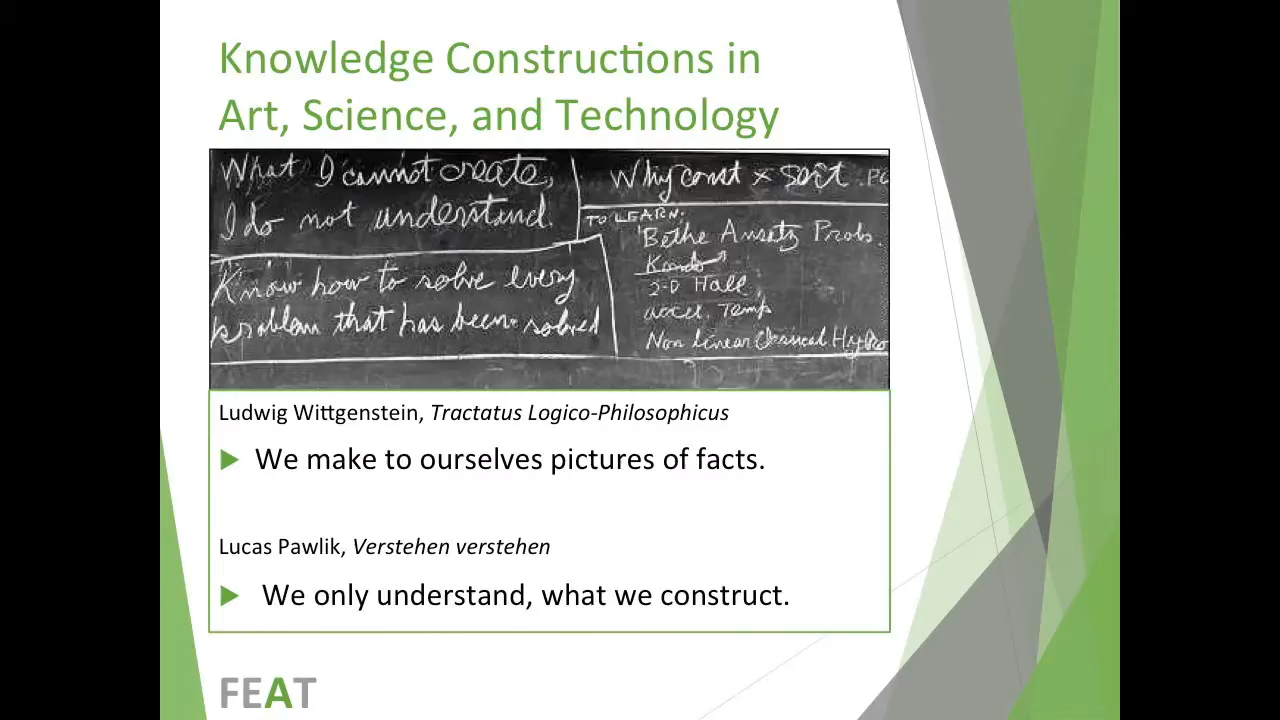 Knowledge Constructions in
Art, Science, and Technology
What I cannot create,
I do not understand.
Know how to solve every
problem that has been solved
Why const × sort . PO
TO LEARN:
Bethe Ansatz Probs.
Kondo
2-D Hall
accel. Temp
Non linear Classical Hydro
Ludwig Wittgenstein, Tractatus Logico-Philosophicus
We make to ourselves pictures of facts.
Lucas Pawlik, Verstehen verstehen
We only understand, what we construct.
FEAT